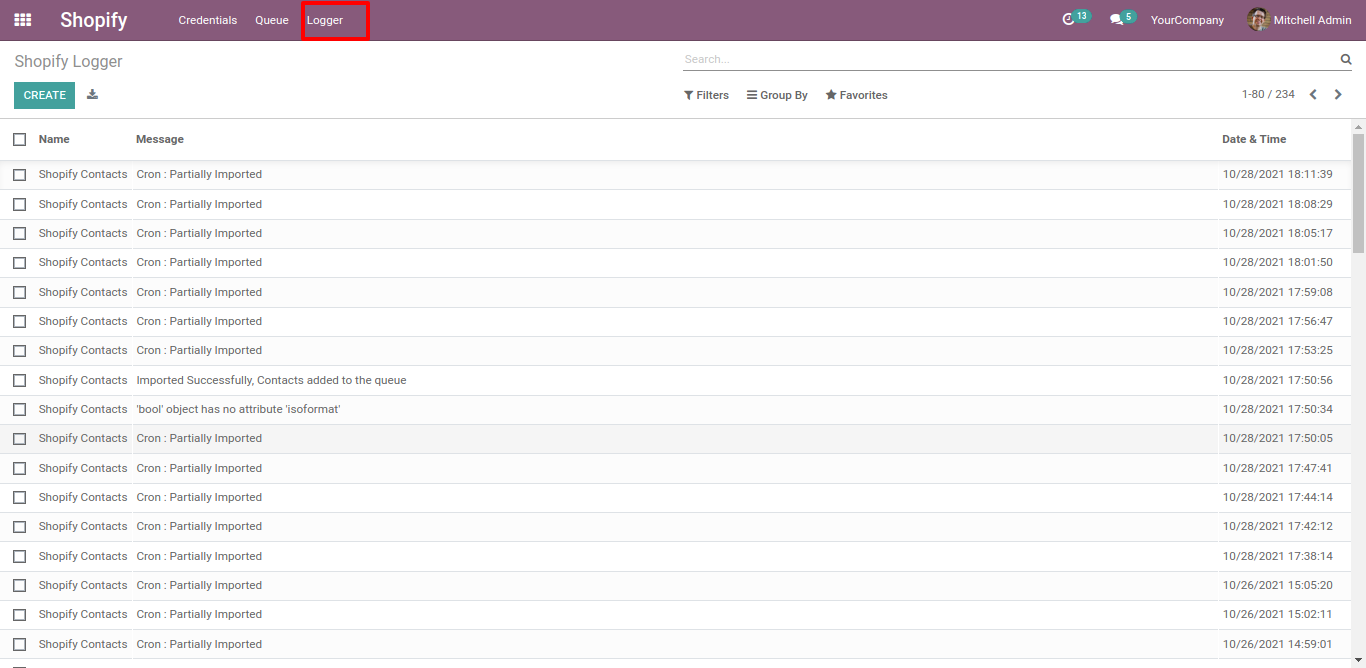 Shopify Credentials Queue Logger 13 5 YourCompany Mitchell Admin
Shopify Logger Search...
CREATE Filters Group By Favorites 1-80 / 234
Name Message Date & Time
Shopify Contacts Cron : Partially Imported 10/28/2021 18:11:39
Shopify Contacts Cron : Partially Imported 10/28/2021 18:08:29
Shopify Contacts Cron : Partially Imported 10/28/2021 18:05:17
Shopify Contacts Cron : Partially Imported 10/28/2021 18:01:50
Shopify Contacts Cron : Partially Imported 10/28/2021 17:59:08
Shopify Contacts Cron : Partially Imported 10/28/2021 17:56:47
Shopify Contacts Cron : Partially Imported 10/28/2021 17:53:25
Shopify Contacts Imported Successfully, Contacts added to the queue 10/28/2021 17:50:56
Shopify Contacts 'bool' object has no attribute 'isoformat' 10/28/2021 17:50:34
Shopify Contacts Cron : Partially Imported 10/28/2021 17:50:05
Shopify Contacts Cron : Partially Imported 10/28/2021 17:47:41
Shopify Contacts Cron : Partially Imported 10/28/2021 17:44:14
Shopify Contacts Cron : Partially Imported 10/28/2021 17:42:12
Shopify Contacts Cron : Partially Imported 10/28/2021 17:38:14
Shopify Contacts Cron : Partially Imported 10/26/2021 15:05:20
Shopify Contacts Cron : Partially Imported 10/26/2021 15:02:11
Shopify Contacts Cron : Partially Imported 10/26/2021 14:59:01